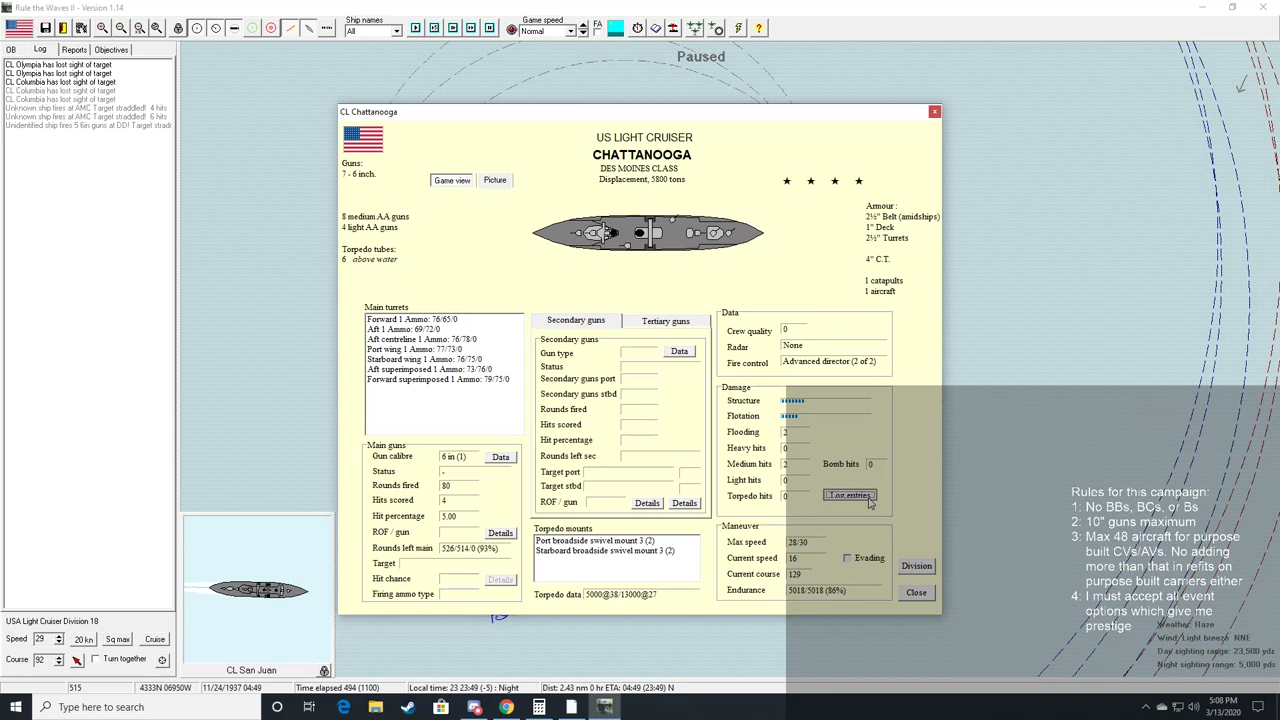 Rule the Waves II - Version 1.14
Ship names
All
Game speed
Normal
FA
OB
Log
Reports
Objectives
Paused
CL Olympia has lost sight of target
CL Olympia has lost sight of target
CL Columbia has lost sight of target
CL Columbia has lost sight of target
CL Columbia has lost sight of target
Unknown ship fires at AMC Target straddled! 4 hits
Unknown ship fires at AMC Target straddled! 6 hits
Unidentified ship fires 5 6in guns at DD! Target strad
CL Chattanooga
x
US LIGHT CRUISER
CHATTANOOGA
DES MOINES CLASS
Displacement, 5800 tons
Guns:
7 - 6 inch.
Game view
Picture
★ ★ ★ ★
8 medium AA guns
4 light AA guns
Torpedo tubes:
6 above water
Armour :
2½" Belt (amidships)
1" Deck
2½" Turrets
4" C.T.
1 catapults
1 aircraft
Main turrets
Forward 1 Ammo: 76/65/0
Aft 1 Ammo: 69/72/0
Aft centreline 1 Ammo: 76/78/0
Port wing 1 Ammo: 77/73/0
Starboard wing 1 Ammo: 76/75/0
Aft superimposed 1 Ammo: 73/76/0
Forward superimposed 1 Ammo: 79/75/0
Main guns
Gun calibre 6 in (1) Data
Status -
Rounds fired 80
Hits scored 4
Hit percentage 5.00
ROF / gun Details
Rounds left main 526/514/0 (93%)
Target
Hit chance Details
Firing ammo type
Secondary guns
Tertiary guns
Secondary guns
Gun type Data
Status
Secondary guns port
Secondary guns stbd
Rounds fired
Hits scored
Hit percentage
Rounds left sec
Target port
Target stbd
ROF / gun Details Details
Torpedo mounts
Port broadside swivel mount 3 (2)
Starboard broadside swivel mount 3 (2)
Torpedo data 5000@38/13000@27
Data
Crew quality 0
Radar None
Fire control Advanced director (2 of 2)
Damage
Structure
Flotation
Flooding 2
Heavy hits 0
Medium hits 2 Bomb hits 0
Light hits 0
Torpedo hits 0 Log entries
Maneuver
Max speed 28/30
Current speed 16 Evading
Current course 129
Endurance 5018/5018 (86%)
Division
Close
Rules for this campaign:
1: No BBs, BCs, or Bs
2: 10" guns maximum
3: Max 48 aircraft for purpose
built CVs/AVs. No adding
more than that in refits on
purpose built carriers either
4: I must accept all event
options which give me
prestige
Weather: Haze
Wind: Light breeze NNE
Day sighting range: 23,500 yds
Night sighting range: 5,000 yds
USA Light Cruiser Division 18
Speed 29 20 kn Sq max Cruise
Course 92 Turn together
CL San Juan
515
4333N 06950W
11/24/1937 04:49
Time elapsed 494 (1100)
Local time: 23 23:49 (-5) : Night
Dist: 2.43 nm 0 hr ETA: 04:49 (23:49) N
Type here to search
5:08 PM
3/13/2020